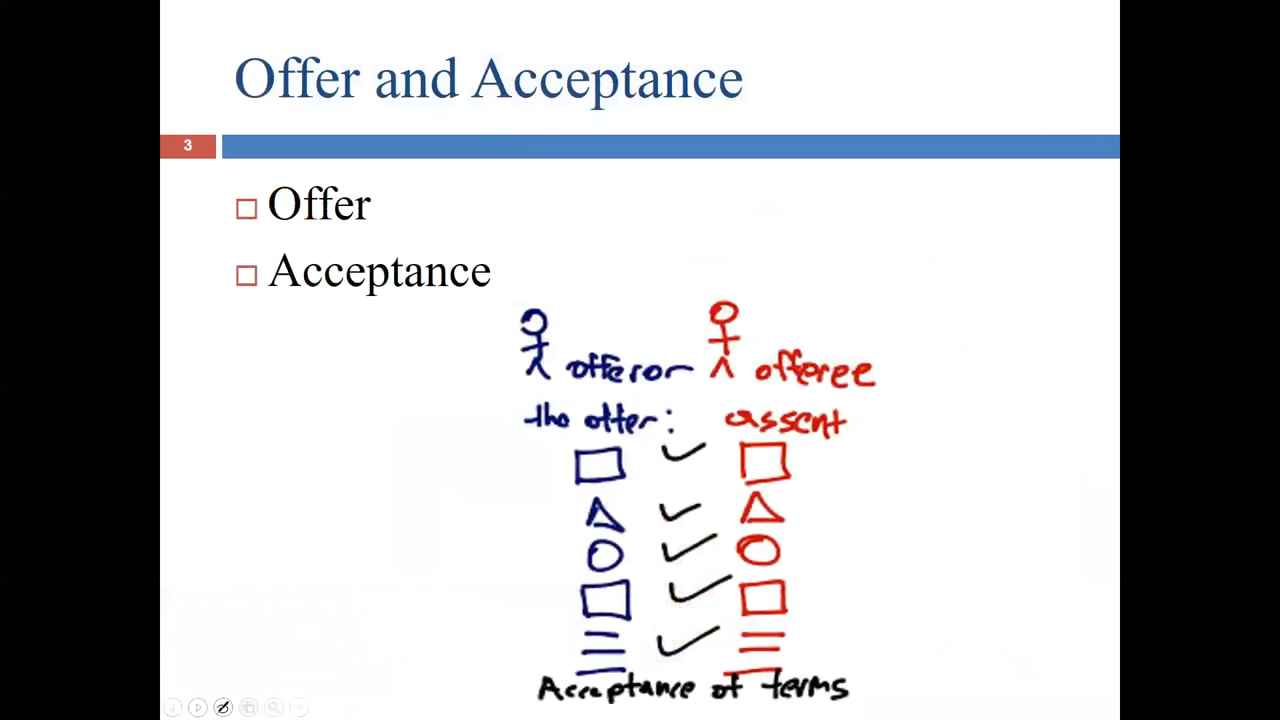 Offer and Acceptance
3
Offer
Acceptance
offeror offeree
the offer: assent
Acceptance of terms